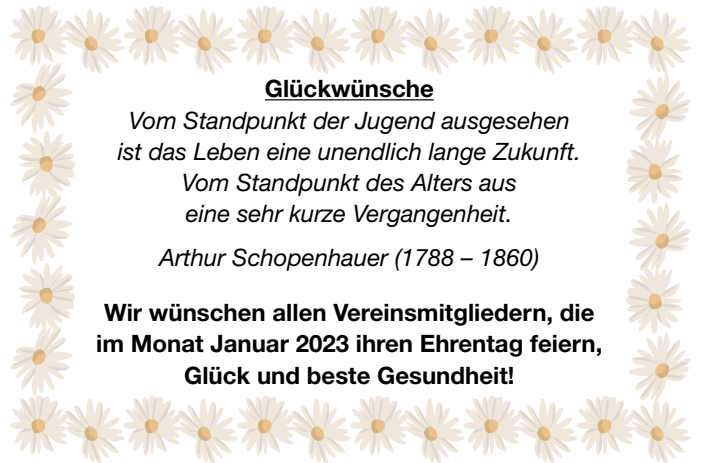 Glückwünsche
Vom Standpunkt der Jugend ausgesehen
ist das Leben eine unendlich lange Zukunft.
Vom Standpunkt des Alters aus
eine sehr kurze Vergangenheit.
Arthur Schopenhauer (1788 – 1860)
Wir wünschen allen Vereinsmitgliedern, die
im Monat Januar 2023 ihren Ehrentag feiern,
Glück und beste Gesundheit!